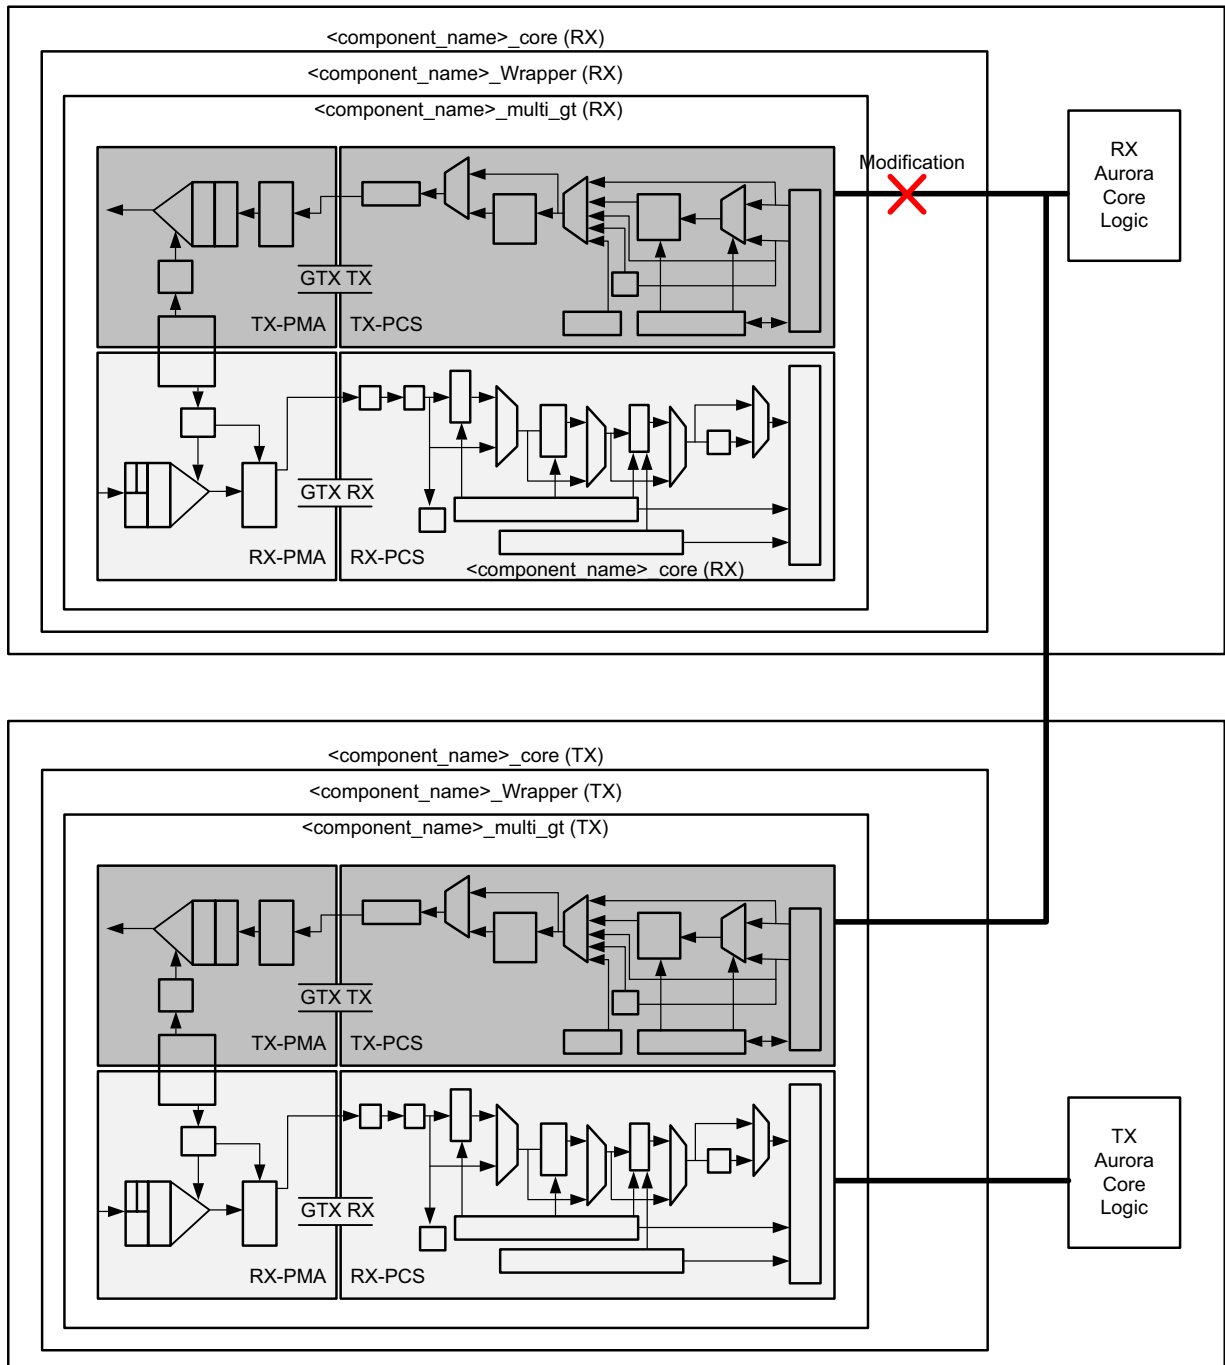 <component_name>_core (RX)
<component_name>_Wrapper (RX)
<component_name>_multi_gt (RX)
Modification
RX
Aurora
Core
Logic
GTX TX
TX-PMA
TX-PCS
GTX RX
RX-PMA
RX-PCS
<component_name>_core (RX)
<component_name>_core (TX)
<component_name>_Wrapper (TX)
<component_name>_multi_gt (TX)
GTX TX
TX-PMA
TX-PCS
TX
Aurora
Core
Logic
GTX RX
RX-PMA
RX-PCS